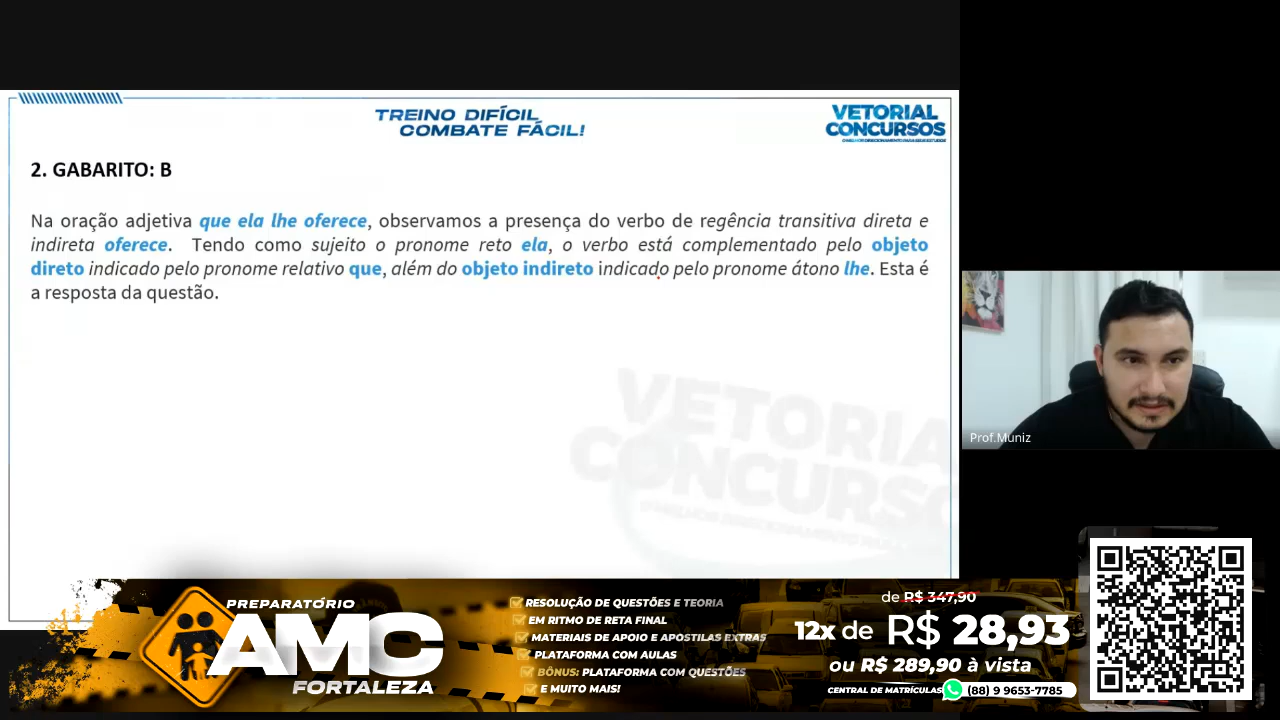 TREINO DIFÍCIL
COMBATE FÁCIL!
VETORIAL
CONCURSOS
2. GABARITO: B
Na oração adjetiva que ela lhe oferece, observamos a presença do verbo de regência transitiva direta e
indireta oferece. Tendo como sujeito o pronome reto ela, o verbo está complementado pelo objeto
direto indicado pelo pronome relativo que, além do objeto indireto indicado pelo pronome átono lhe. Esta é
a resposta da questão.
VETORIAL
CONCURSO
Prof.Muniz
PREPARATÓRIO
AMC
FORTALEZA
RESOLUÇÃO DE QUESTÕES E TEORIA
EM RITMO DE RETA FINAL
MATERIAIS DE APOIO E APOSTILAS EXTRAS
PLATAFORMA COM AULAS
BÔNUS: PLATAFORMA COM QUESTÕES
E MUITO MAIS!
de R$ 347,90
12x de R$ 28,93
ou R$ 289,90 à vista
CENTRAL DE MATRÍCULAS (88) 9 9653-7785